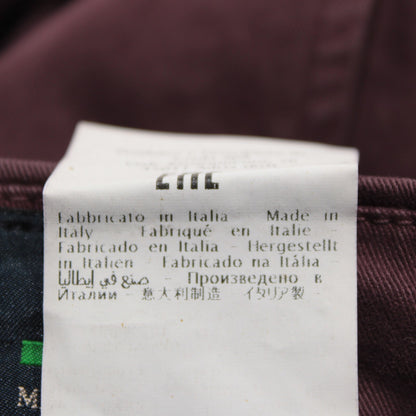 EAC
Fabbricato in Italia - Made in
Italy - Fabriqué en Italie -
Fabricado en Italia - Hergestellt
in Italien - Fabricado na Itália -
صنع في إيطاليا - Произведено в
Италии - 意大利制造 - イタリア製 -
M